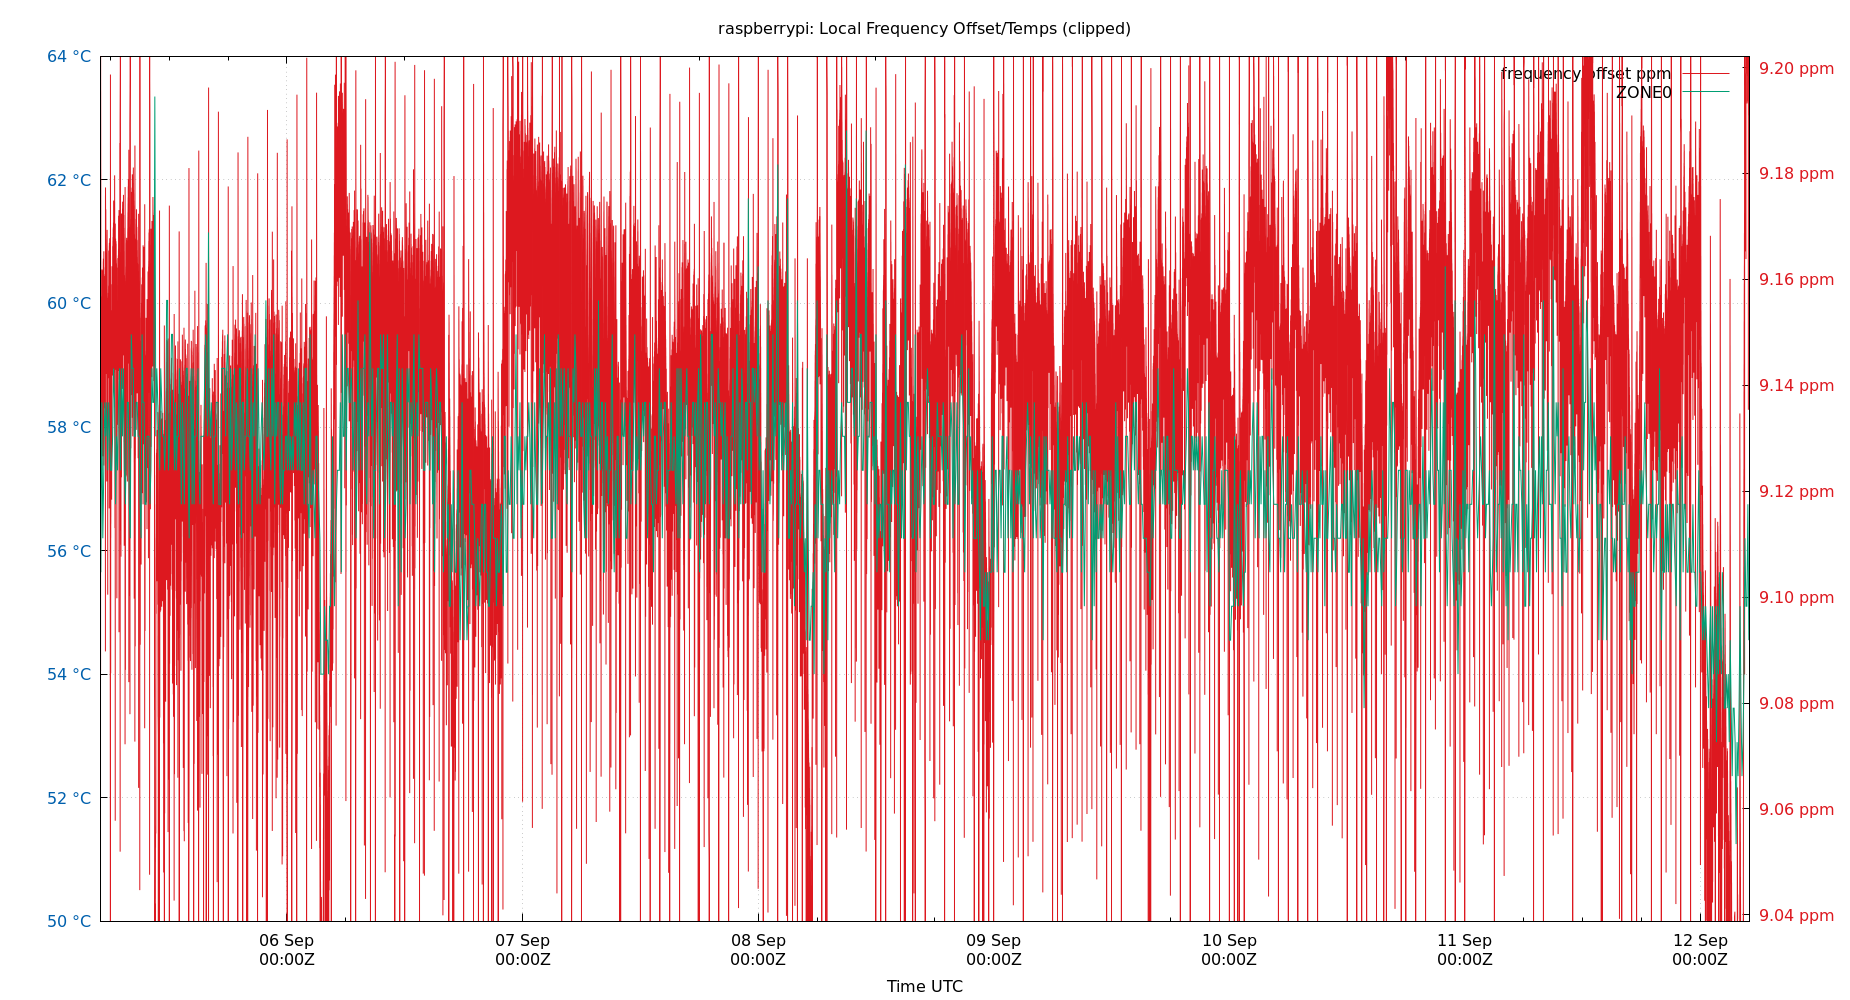 raspberrypi: Local Frequency Offset/Temps (clipped)
64 °C
62 °C
60 °C
58 °C
56 °C
54 °C
52 °C
50 °C
frequency offset ppm
ZONE0
9.20 ppm
9.18 ppm
9.16 ppm
9.14 ppm
9.12 ppm
9.10 ppm
9.08 ppm
9.06 ppm
9.04 ppm
06 Sep
00:00Z
07 Sep
00:00Z
08 Sep
00:00Z
09 Sep
00:00Z
10 Sep
00:00Z
11 Sep
00:00Z
12 Sep
00:00Z
Time UTC